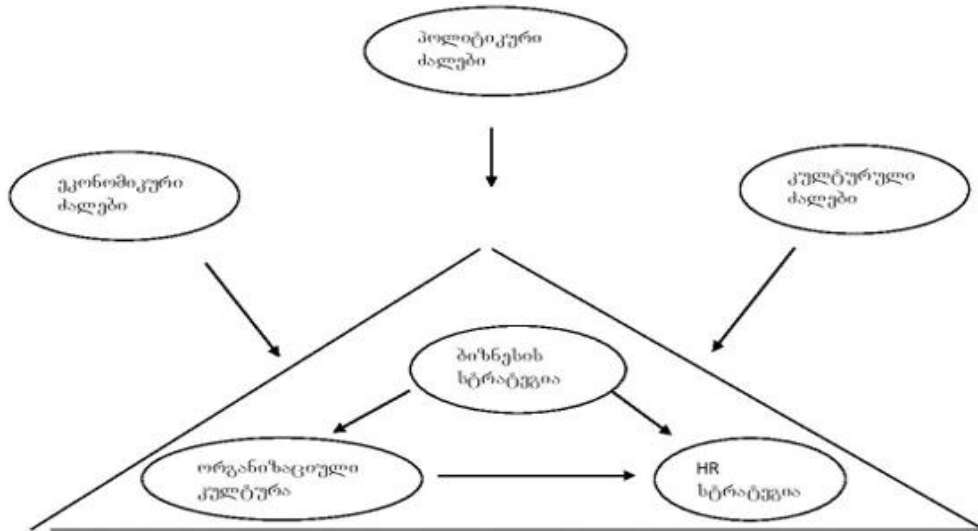 პოლიტიკური
ძალები
ეკონომიკური
ძალები
კულტურული
ძალები
ბიზნესის
სტრატეგია
ორგანიზაციული
კულტურა
HR
სტრატეგია